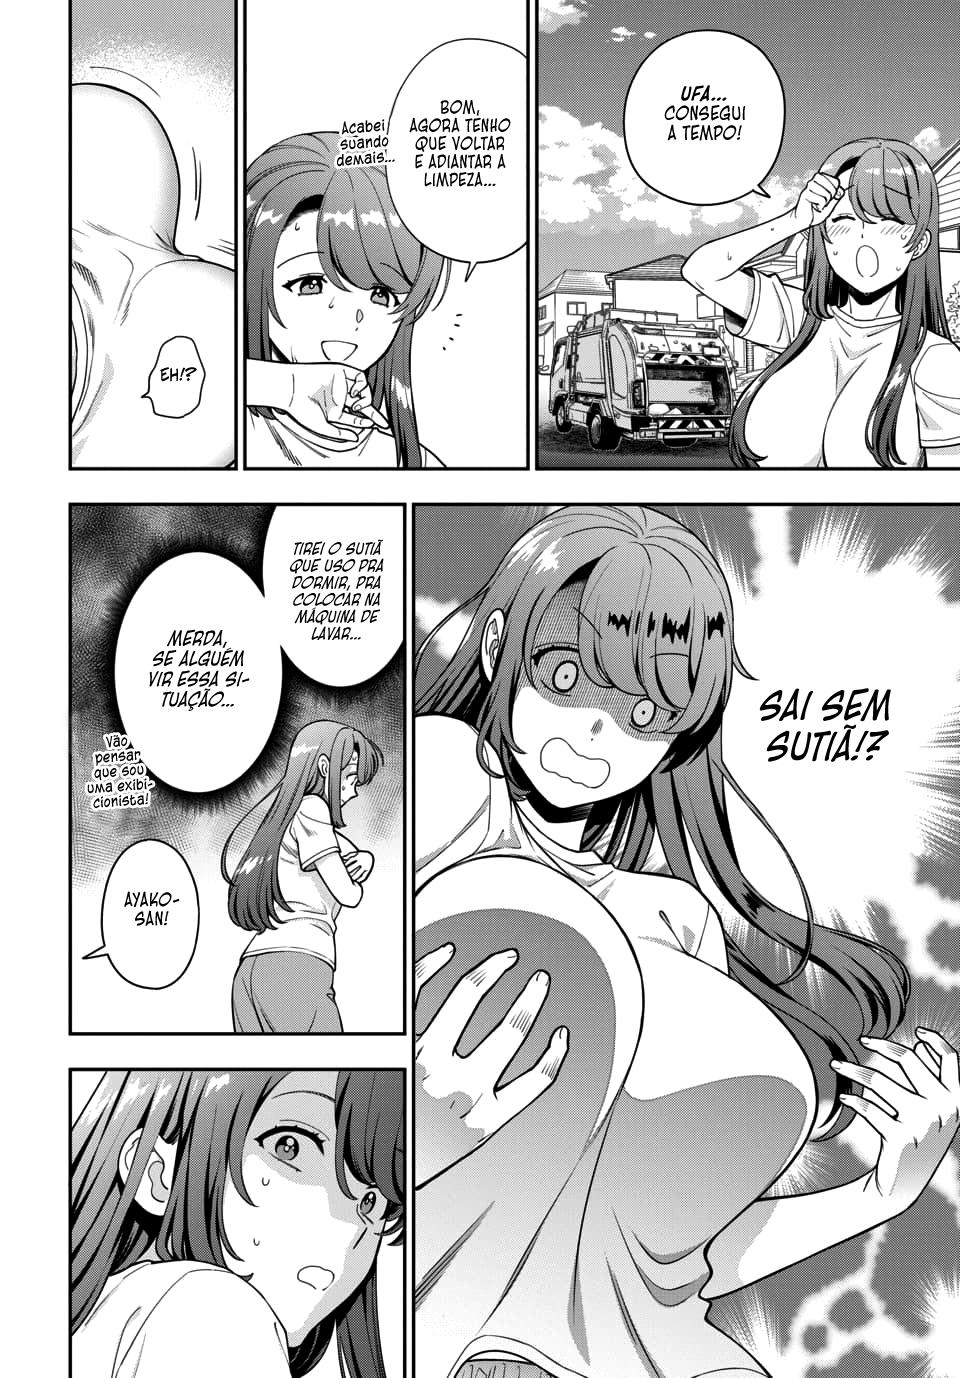 UFA...
CONSEGUI
A TEMPO!
BOM,
AGORA TENHO
QUE VOLTAR
E ADIANTAR A
LIMPEZA...
Acabei
suando
demais...
EH!?
SAI SEM
SUTIÃ!?
TIREI O SUTIÃ
QUE USO PRA
DORMIR, PRA
COLOCAR NA
MÁQUINA DE
LAVAR...
MERDA,
SE ALGUÉM
VIR ESSA SI-
TUAÇÃO...
Vão
pensar
que sou
uma exibi-
cionista!
AYAKO-
SAN!